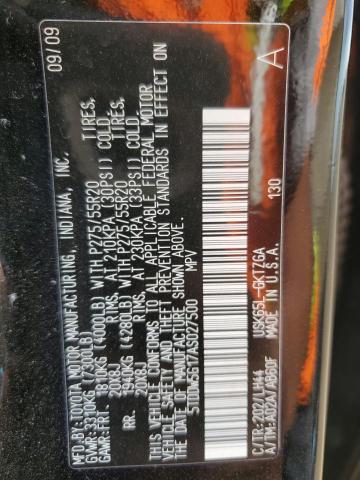 MFD.BY:TOYOTA MOTOR MANUFACTURING, INDIANA, INC. 09/09
GVWR:3310KG (7300LB)
GAWR:FRT. 1810KG (4000LB) WITH P275/55R20 TIRES,
20X8J RIMS, AT 210KPA (30PSI) COLD
RR. 1940KG (4280LB) WITH P275/55R20 TIRES,
20X8J RIMS, AT 230KPA (33PSI) COLD
THIS VEHICLE CONFORMS TO ALL APPLICABLE FEDERAL MOTOR
VEHICLE SAFETY AND THEFT PREVENTION STANDARDS IN EFFECT ON
THE DATE OF MANUFACTURE SHOWN ABOVE.
5TDDW5G17AS027500 MPV
A
C/TR:202/LH44 USK65L-GKTZGA 130
A/TM:A03A/AB60F MADE IN U.S.A.